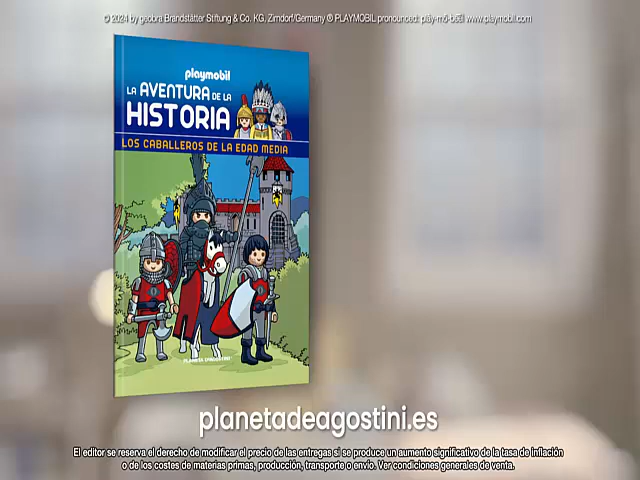 © 2024 by geobra Brandstätter Stiftung & Co. KG, Zirndorf/Germany ® PLAYMOBIL pronounced: plāy-mō-bēēl www.playmobil.com
playmobil
LA AVENTURA DE LA
HISTORIA
LOS CABALLEROS DE LA EDAD MEDIA
PLANETA DEAGOSTINI
planetadeagostini.es
El editor se reserva el derecho de modificar el precio de las entregas si se produce un aumento significativo de la tasa de inflación
o de los costes de materias primas, producción, transporte o envío. Ver condiciones generales de venta.